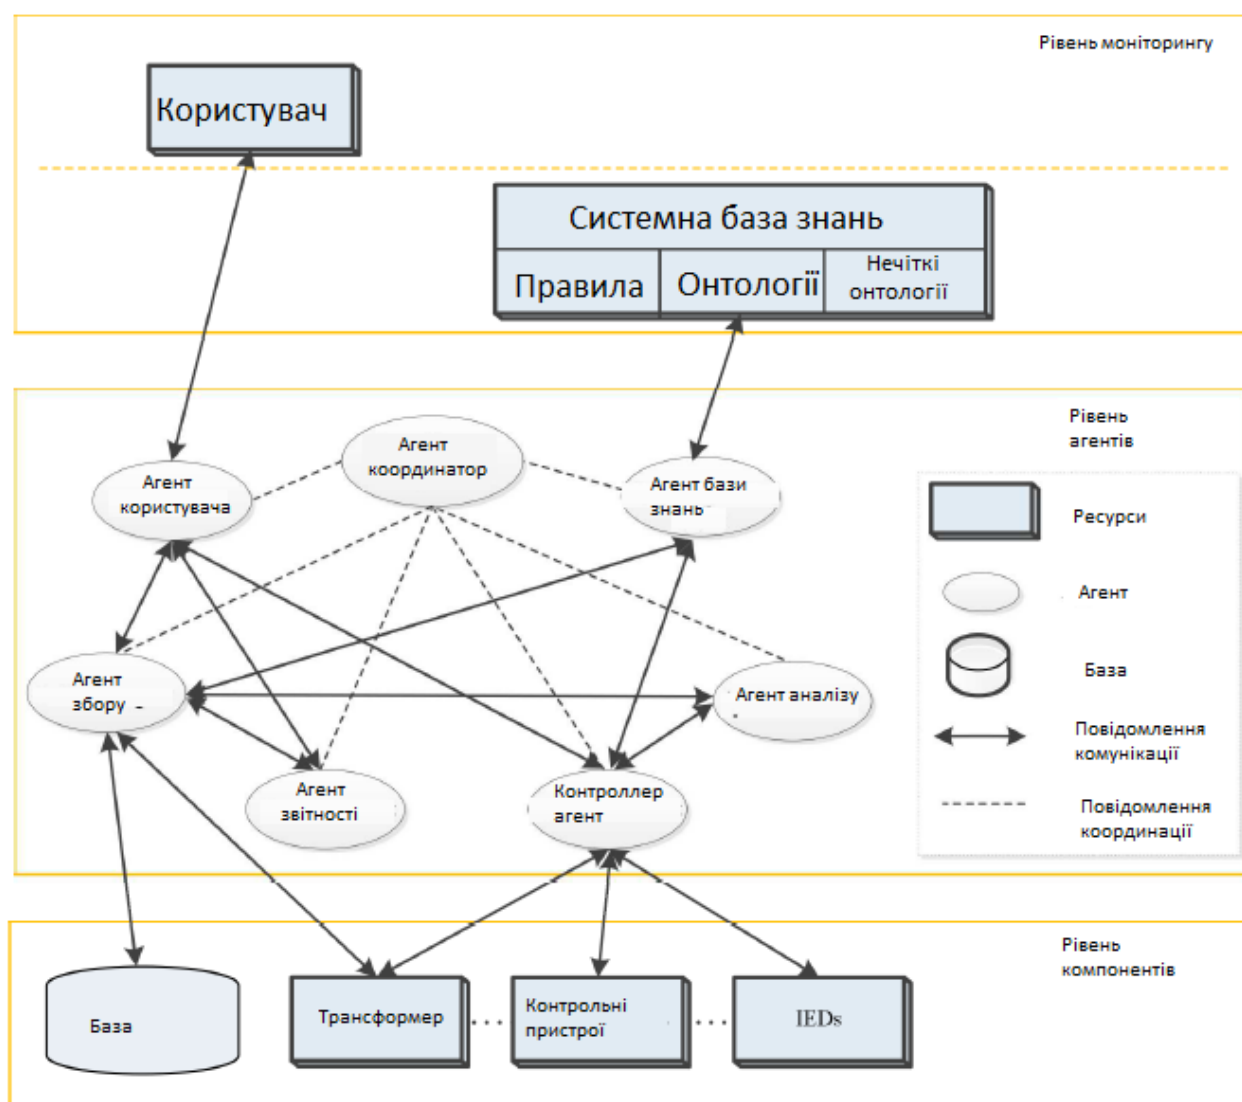 Рівень моніторингу
Користувач
Системна база знань
Правила
Онтології
Нечіткі
онтології
Рівень
агентів
Агент
координатор
Агент
користувача
Агент бази
знань
Ресурси
Агент
База
Повідомлення
комунікації
Повідомлення
координації
Агент
збору
Агент аналізу
Агент
звітності
Контроллер
агент
Рівень
компонентів
База
Трансформер
...
Контрольні
пристрої
...
IEDs